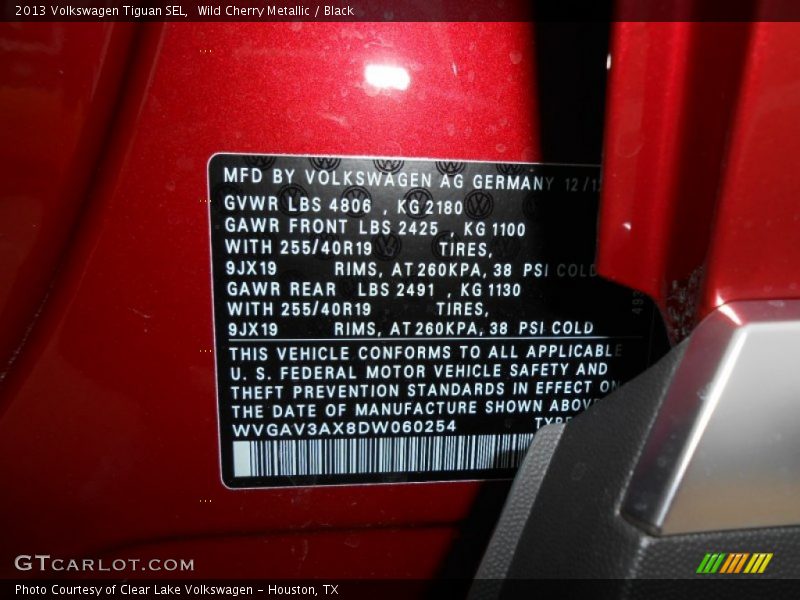 2013 Volkswagen Tiguan SEL, Wild Cherry Metallic / Black
MFD BY VOLKSWAGEN AG GERMANY 12/1
GVWR LBS 4806 , KG 2180
GAWR FRONT LBS 2425 , KG 1100
WITH 255/40R19 TIRES,
9JX19 RIMS, AT 260KPA, 38 PSI COLD
GAWR REAR LBS 2491 , KG 1130
WITH 255/40R19 TIRES,
9JX19 RIMS, AT 260KPA, 38 PSI COLD
THIS VEHICLE CONFORMS TO ALL APPLICABLE
U. S. FEDERAL MOTOR VEHICLE SAFETY AND
THEFT PREVENTION STANDARDS IN EFFECT ON
THE DATE OF MANUFACTURE SHOWN ABOVE
WVGAV3AX8DW060254 TYPE
GTCARLOT.COM
Photo Courtesy of Clear Lake Volkswagen - Houston, TX